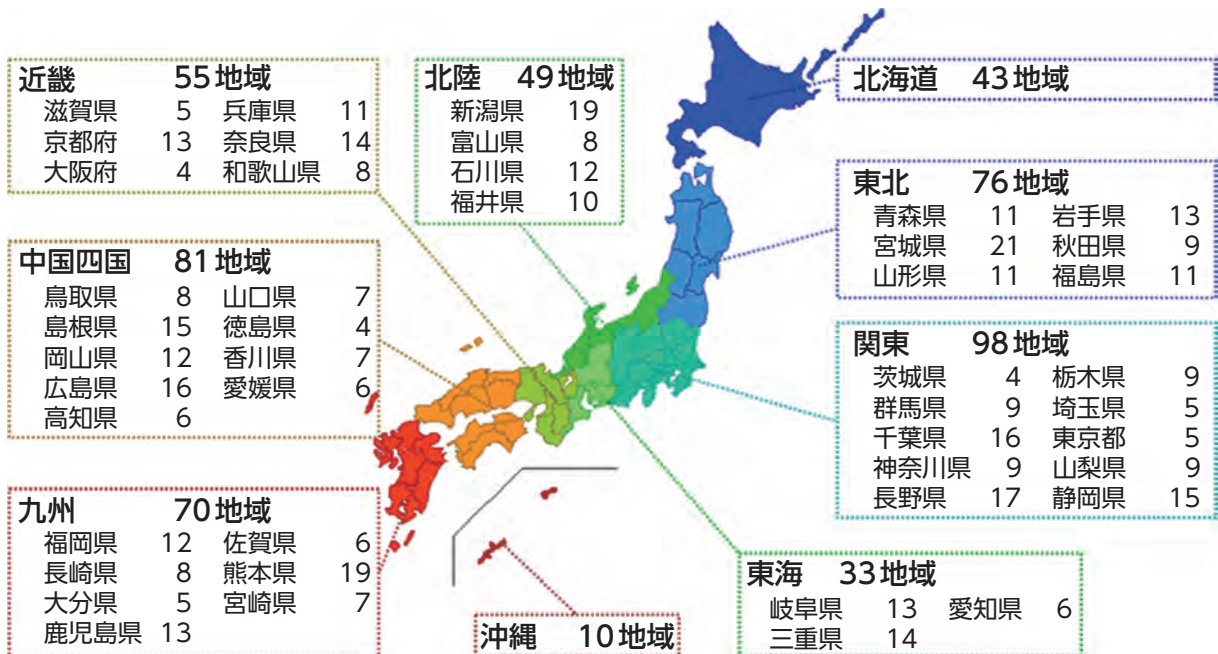 近畿 55地域
滋賀県 5 兵庫県 11
京都府 13 奈良県 14
大阪府 4 和歌山県 8
北陸 49地域
新潟県 19
富山県 8
石川県 12
福井県 10
北海道 43地域
東北 76地域
青森県 11 岩手県 13
宮城県 21 秋田県 9
山形県 11 福島県 11
中国四国 81地域
鳥取県 8 山口県 7
島根県 15 徳島県 4
岡山県 12 香川県 7
広島県 16 愛媛県 6
高知県 6
関東 98地域
茨城県 4 栃木県 9
群馬県 9 埼玉県 5
千葉県 16 東京都 5
神奈川県 9 山梨県 9
長野県 17 静岡県 15
九州 70地域
福岡県 12 佐賀県 6
長崎県 8 熊本県 19
大分県 5 宮崎県 7
鹿児島県 13
沖縄 10地域
東海 33地域
岐阜県 13 愛知県 6
三重県 14